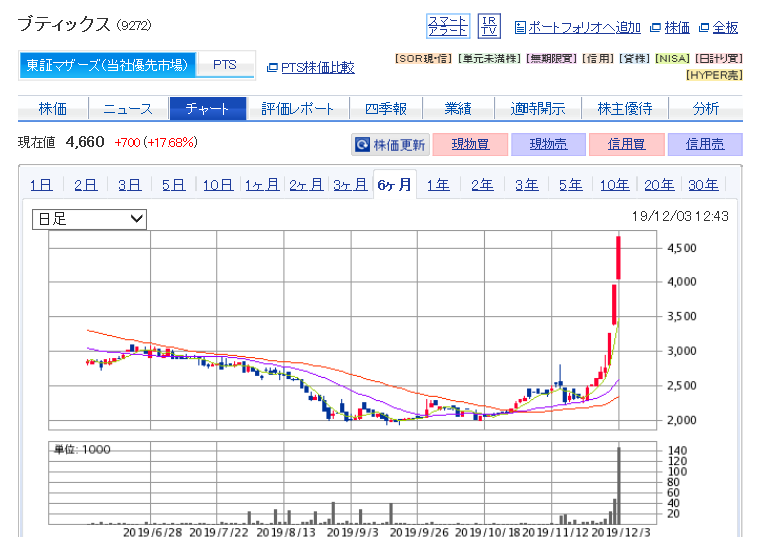 ブティックス (9272)
スマートアラート IR TV ポートフォリオへ追加 株価 全板
東証マザーズ(当社優先市場) PTS PTS株価比較
[SOR現・信] [単元未満株] [無期限買] [信用] [貸株] [NISA] [日計り買]
[HYPER売]
株価 ニュース チャート 評価レポート 四季報 業績 適時開示 株主優待 分析
現在値 4,660 +700 (+17.68%) 株価更新 現物買 現物売 信用買 信用売
1日 2日 3日 5日 10日 1ヶ月 2ヶ月 3ヶ月 6ヶ月 1年 2年 3年 5年 10年 20年 30年
日足
19/12/03 12:43
4,500
4,000
3,500
3,000
2,500
2,000
単位: 1000
140
120
100
80
60
40
20
2019/6/28 2019/7/22 2019/8/13 2019/9/3 2019/9/26 2019/10/18 2019/11/12 2019/12/3